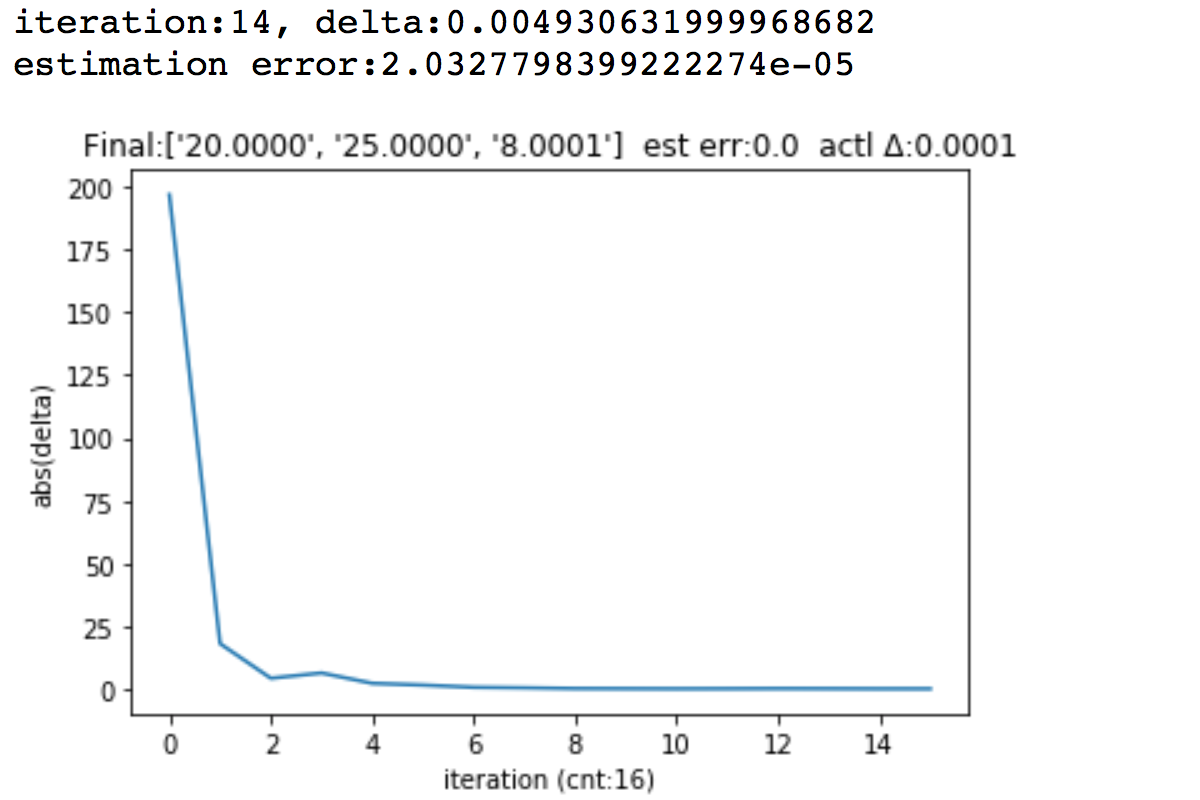 iteration:14, delta:0.004930631999968682
estimation error:2.0327798399222274e-05
Final:['20.0000', '25.0000', '8.0001']  est err:0.0  actl Δ:0.0001
200
175
150
125
100
75
50
25
0
abs(delta)
0 2 4 6 8 10 12 14
iteration (cnt:16)